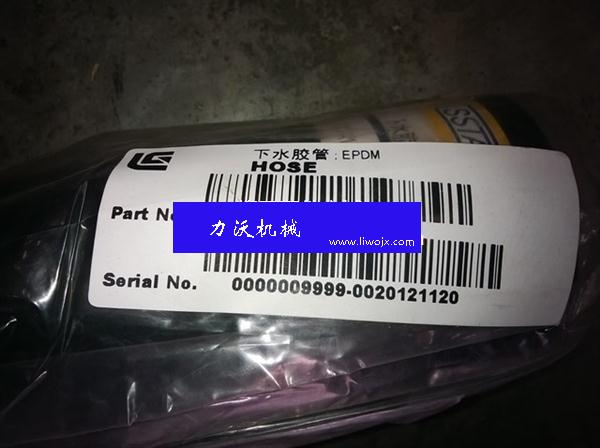 下水胶管;EPDM
HOSE
Part No.
力沃机械
www.liwojx.com
Serial No. 0000009999-0020121120
SS/A